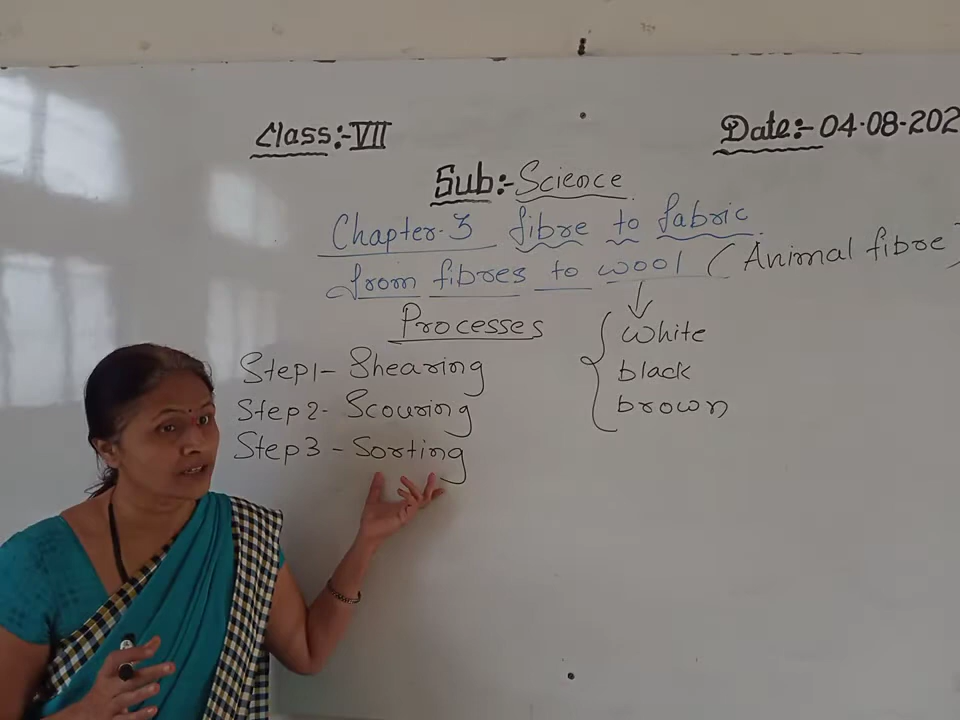 Class:-VII
Date:- 04-08-202
Sub:- Science
Chapter-3 fibre to fabric
from fibres to wool (Animal fibre)
Processes
white
Step1- Shearing
black
Step2- Scouring
brown
Step3- Sorting